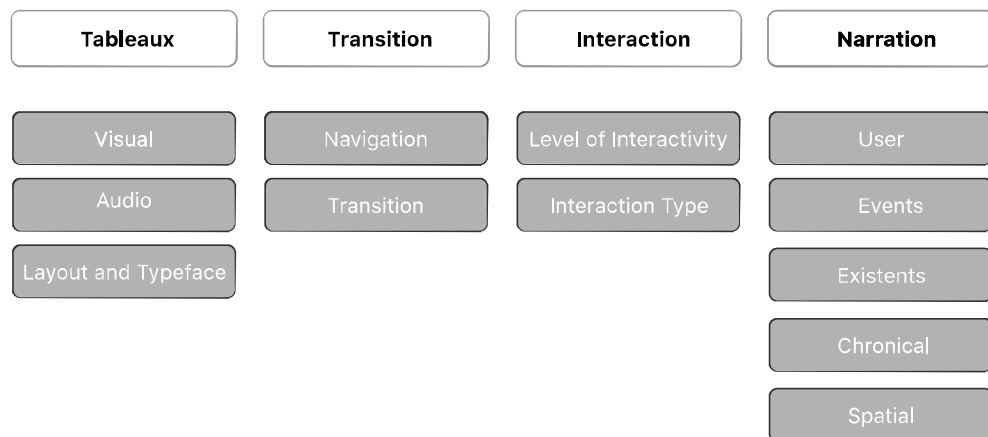 Tableaux
Transition
Interaction
Narration
Visual
Navigation
Level of Interactivity
User
Audio
Transition
Interaction Type
Events
Layout and Typeface
Existents
Chronical
Spatial